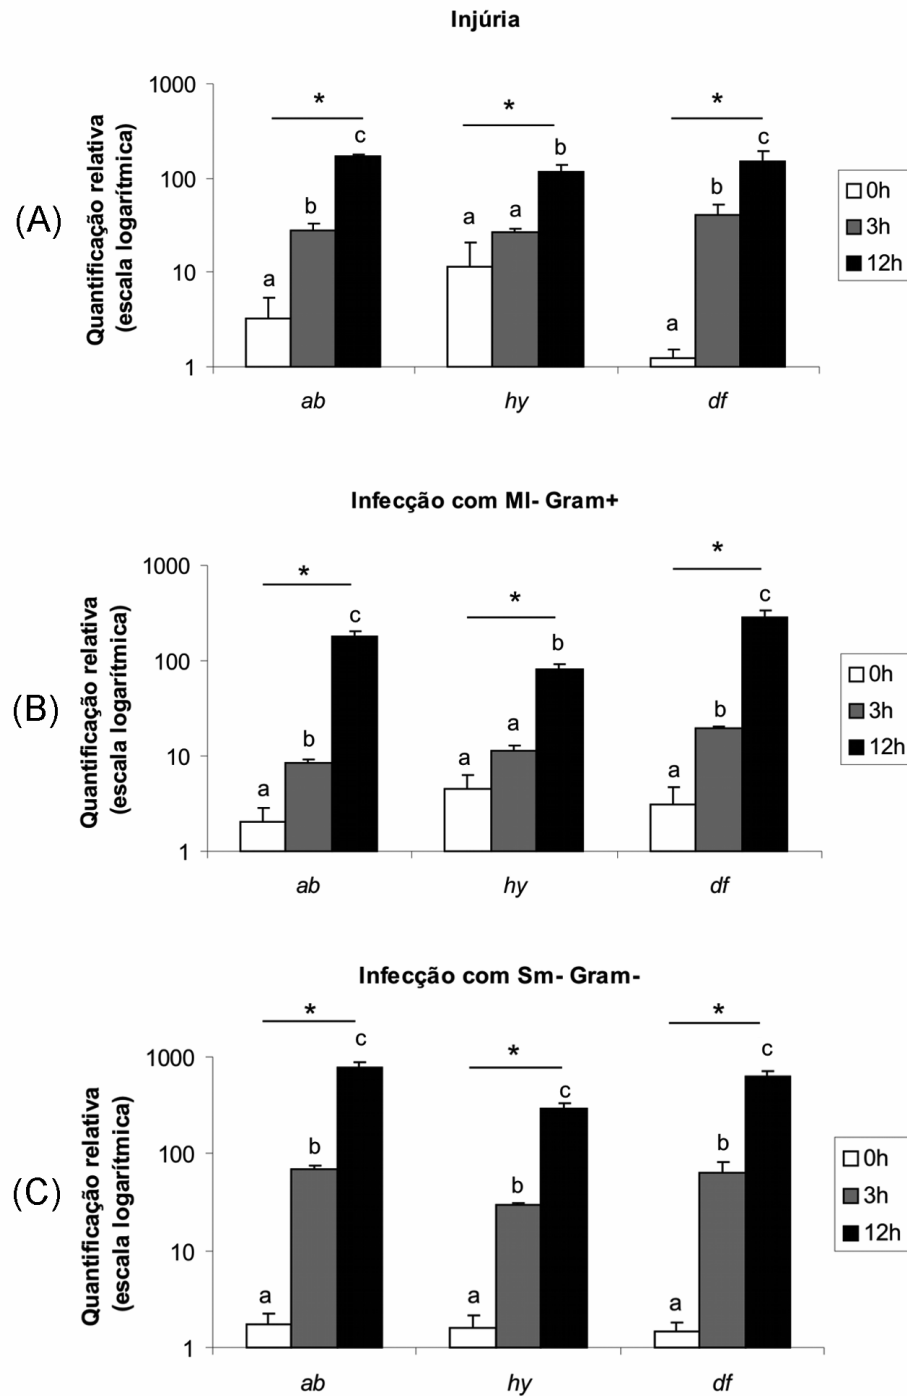 Injúria
(A)
Quantificação relativa
(escala logarítmica)
1000
100
10
1
*
*
*
a
b
c
a
a
b
a
b
c
ab
hy
df
0h
3h
12h
Infecção com Ml- Gram+
(B)
Quantificação relativa
(escala logarítmica)
1000
100
10
1
*
*
*
a
b
c
a
a
b
a
b
c
ab
hy
df
0h
3h
12h
Infecção com Sm- Gram-
(C)
Quantificação relativa
(escala logarítmica)
1000
100
10
1
*
*
*
a
b
c
a
b
c
a
b
c
ab
hy
df
0h
3h
12h